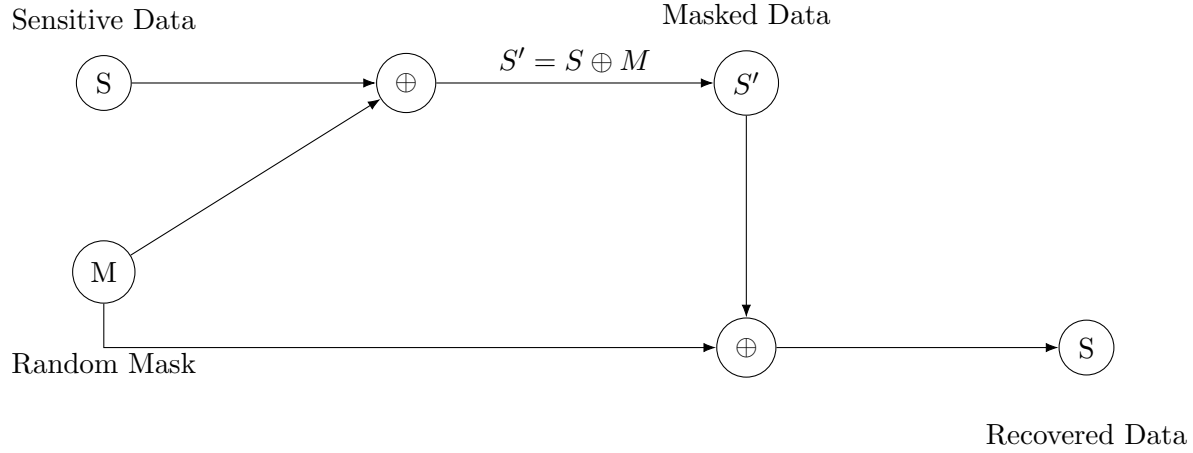 Sensitive Data
Masked Data
S
⊕
S′ = S ⊕ M
S′
M
Random Mask
⊕
S
Recovered Data